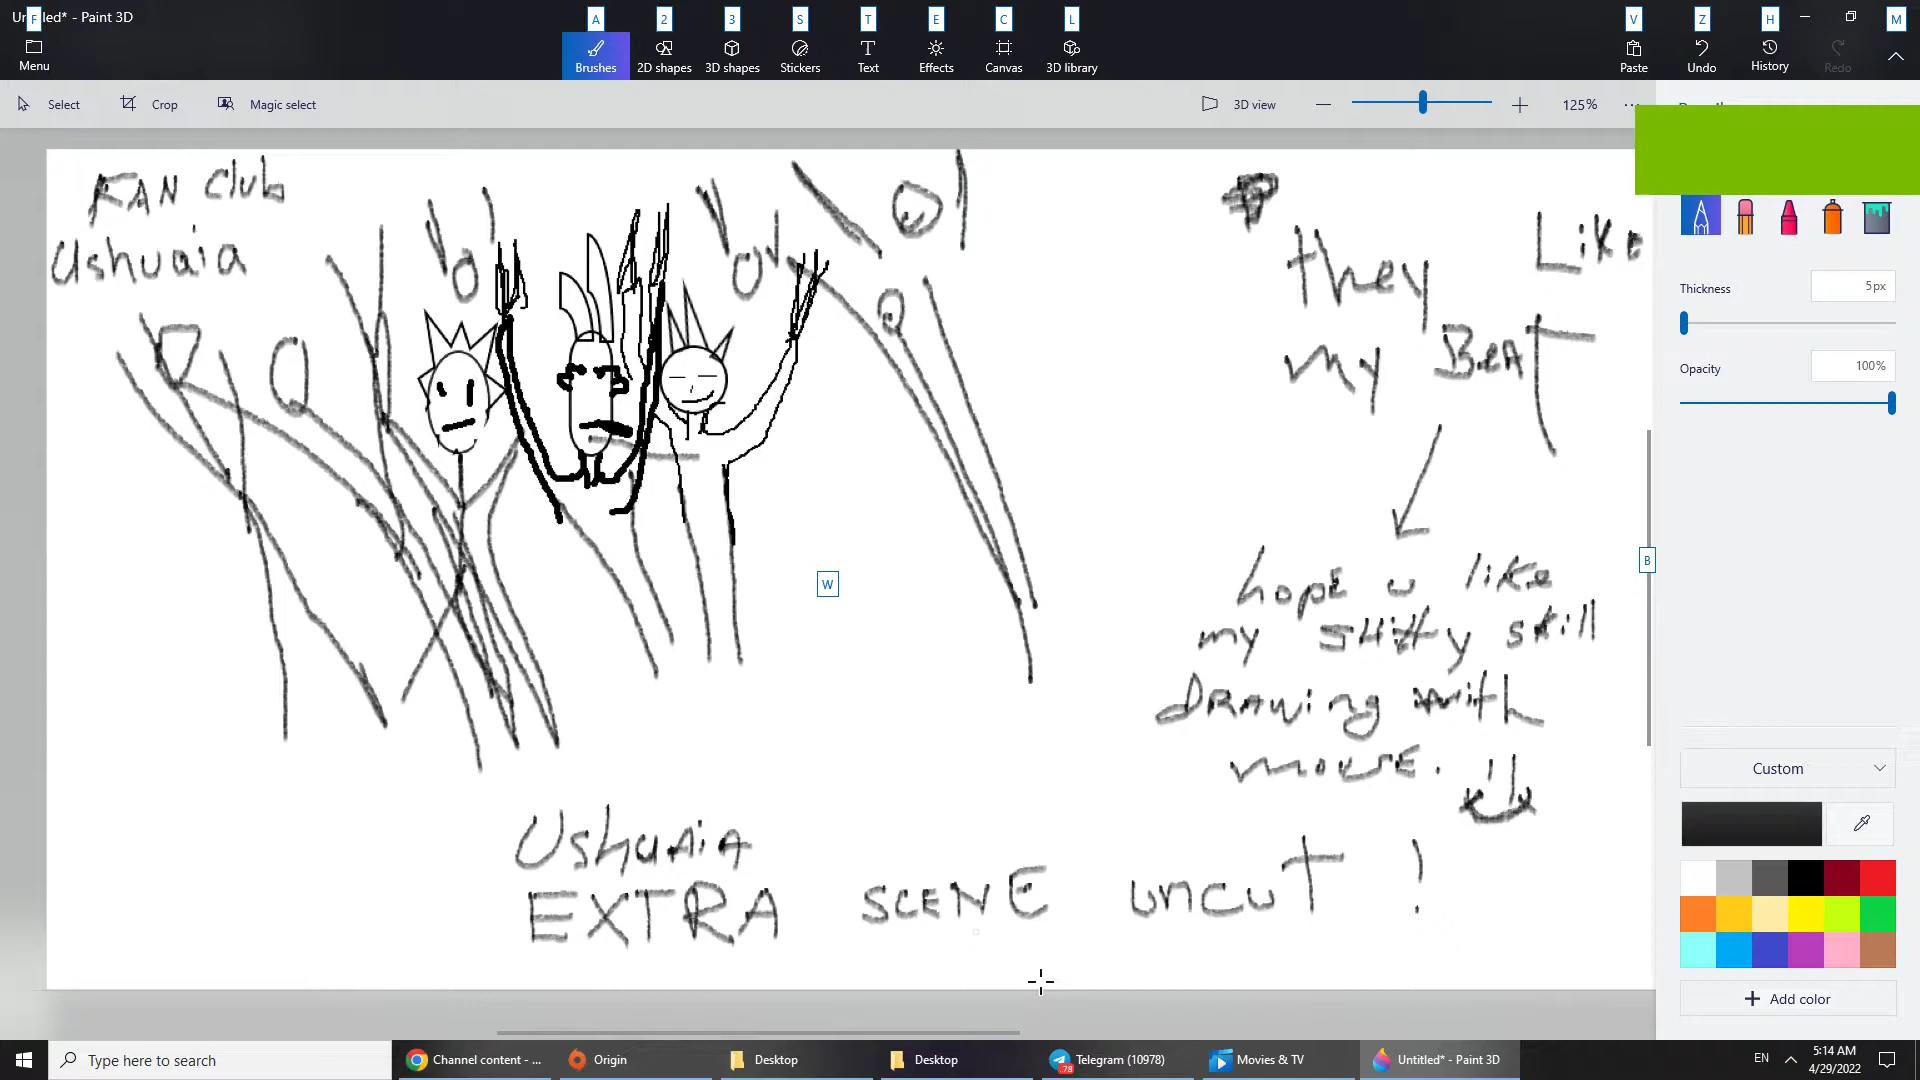 Untitled* - Paint 3D
F
A
2
3
S
T
E
C
L
V
Z
H
M
Menu
Brushes
2D shapes
3D shapes
Stickers
Text
Effects
Canvas
3D library
Paste
Undo
History
Redo
Select
Crop
Magic select
3D view
125%
FAN Club
Ushuaia
they Like
my BEAT
hope u like
my shitty skill
DRAwing with
mouse.
Ushuaia
EXTRA SCENE uncuT !
W
B
Thickness
5px
Opacity
100%
Custom
Add color
Type here to search
Channel content - ...
Origin
Desktop
Desktop
Telegram (10978)
.78
Movies & TV
Untitled* - Paint 3D
EN
5:14 AM
4/29/2022